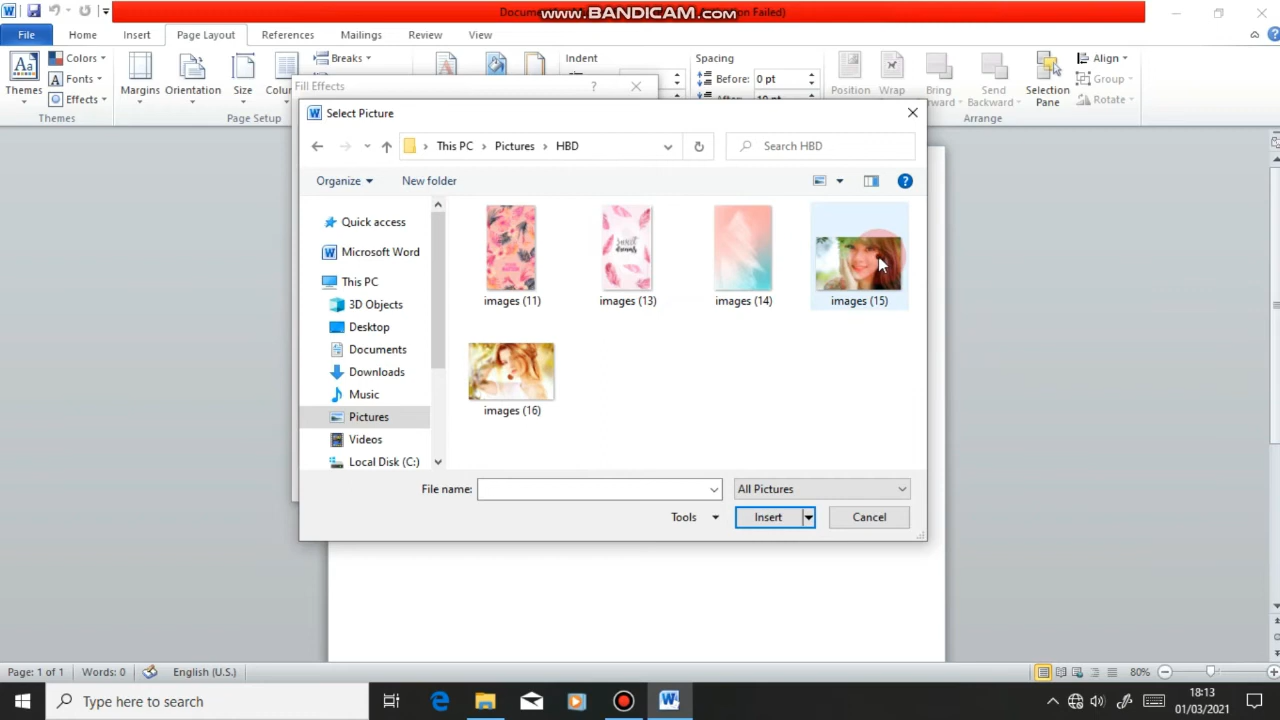 Docum
www.BANDICAM.com
on Failed)
File
Home
Insert
Page Layout
References
Mailings
Review
View
Themes
Colors
Fonts
Effects
Themes
Margins
Orientation
Size
Breaks
Page Setup
Indent
Spacing
Before: 0 pt
Position
Wrap
Bring
Send
Backward
Selection
Pane
Align
Group
Rotate
Arrange
Fill Effects
Select Picture
This PC > Pictures > HBD
Search HBD
Organize
New folder
Quick access
Microsoft Word
This PC
3D Objects
Desktop
Documents
Downloads
Music
Pictures
Videos
Local Disk (C:)
images (11)
images (13)
images (14)
images (15)
images (16)
File name:
All Pictures
Tools
Insert
Cancel
Page: 1 of 1
Words: 0
English (U.S.)
80%
Type here to search
18:13
01/03/2021